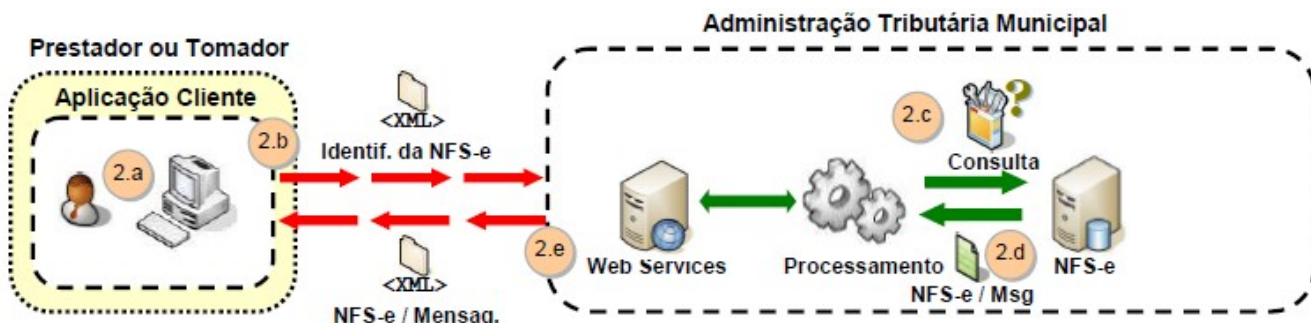 Administração Tributária Municipal
Prestador ou Tomador
Aplicação Cliente
2.a
2.b
<XML>
Identif. da NFS-e
2.c
Consulta
2.e
Web Services
Processamento
2.d
NFS-e / Msg
NFS-e
<XML>
NFS-e / Mensag.